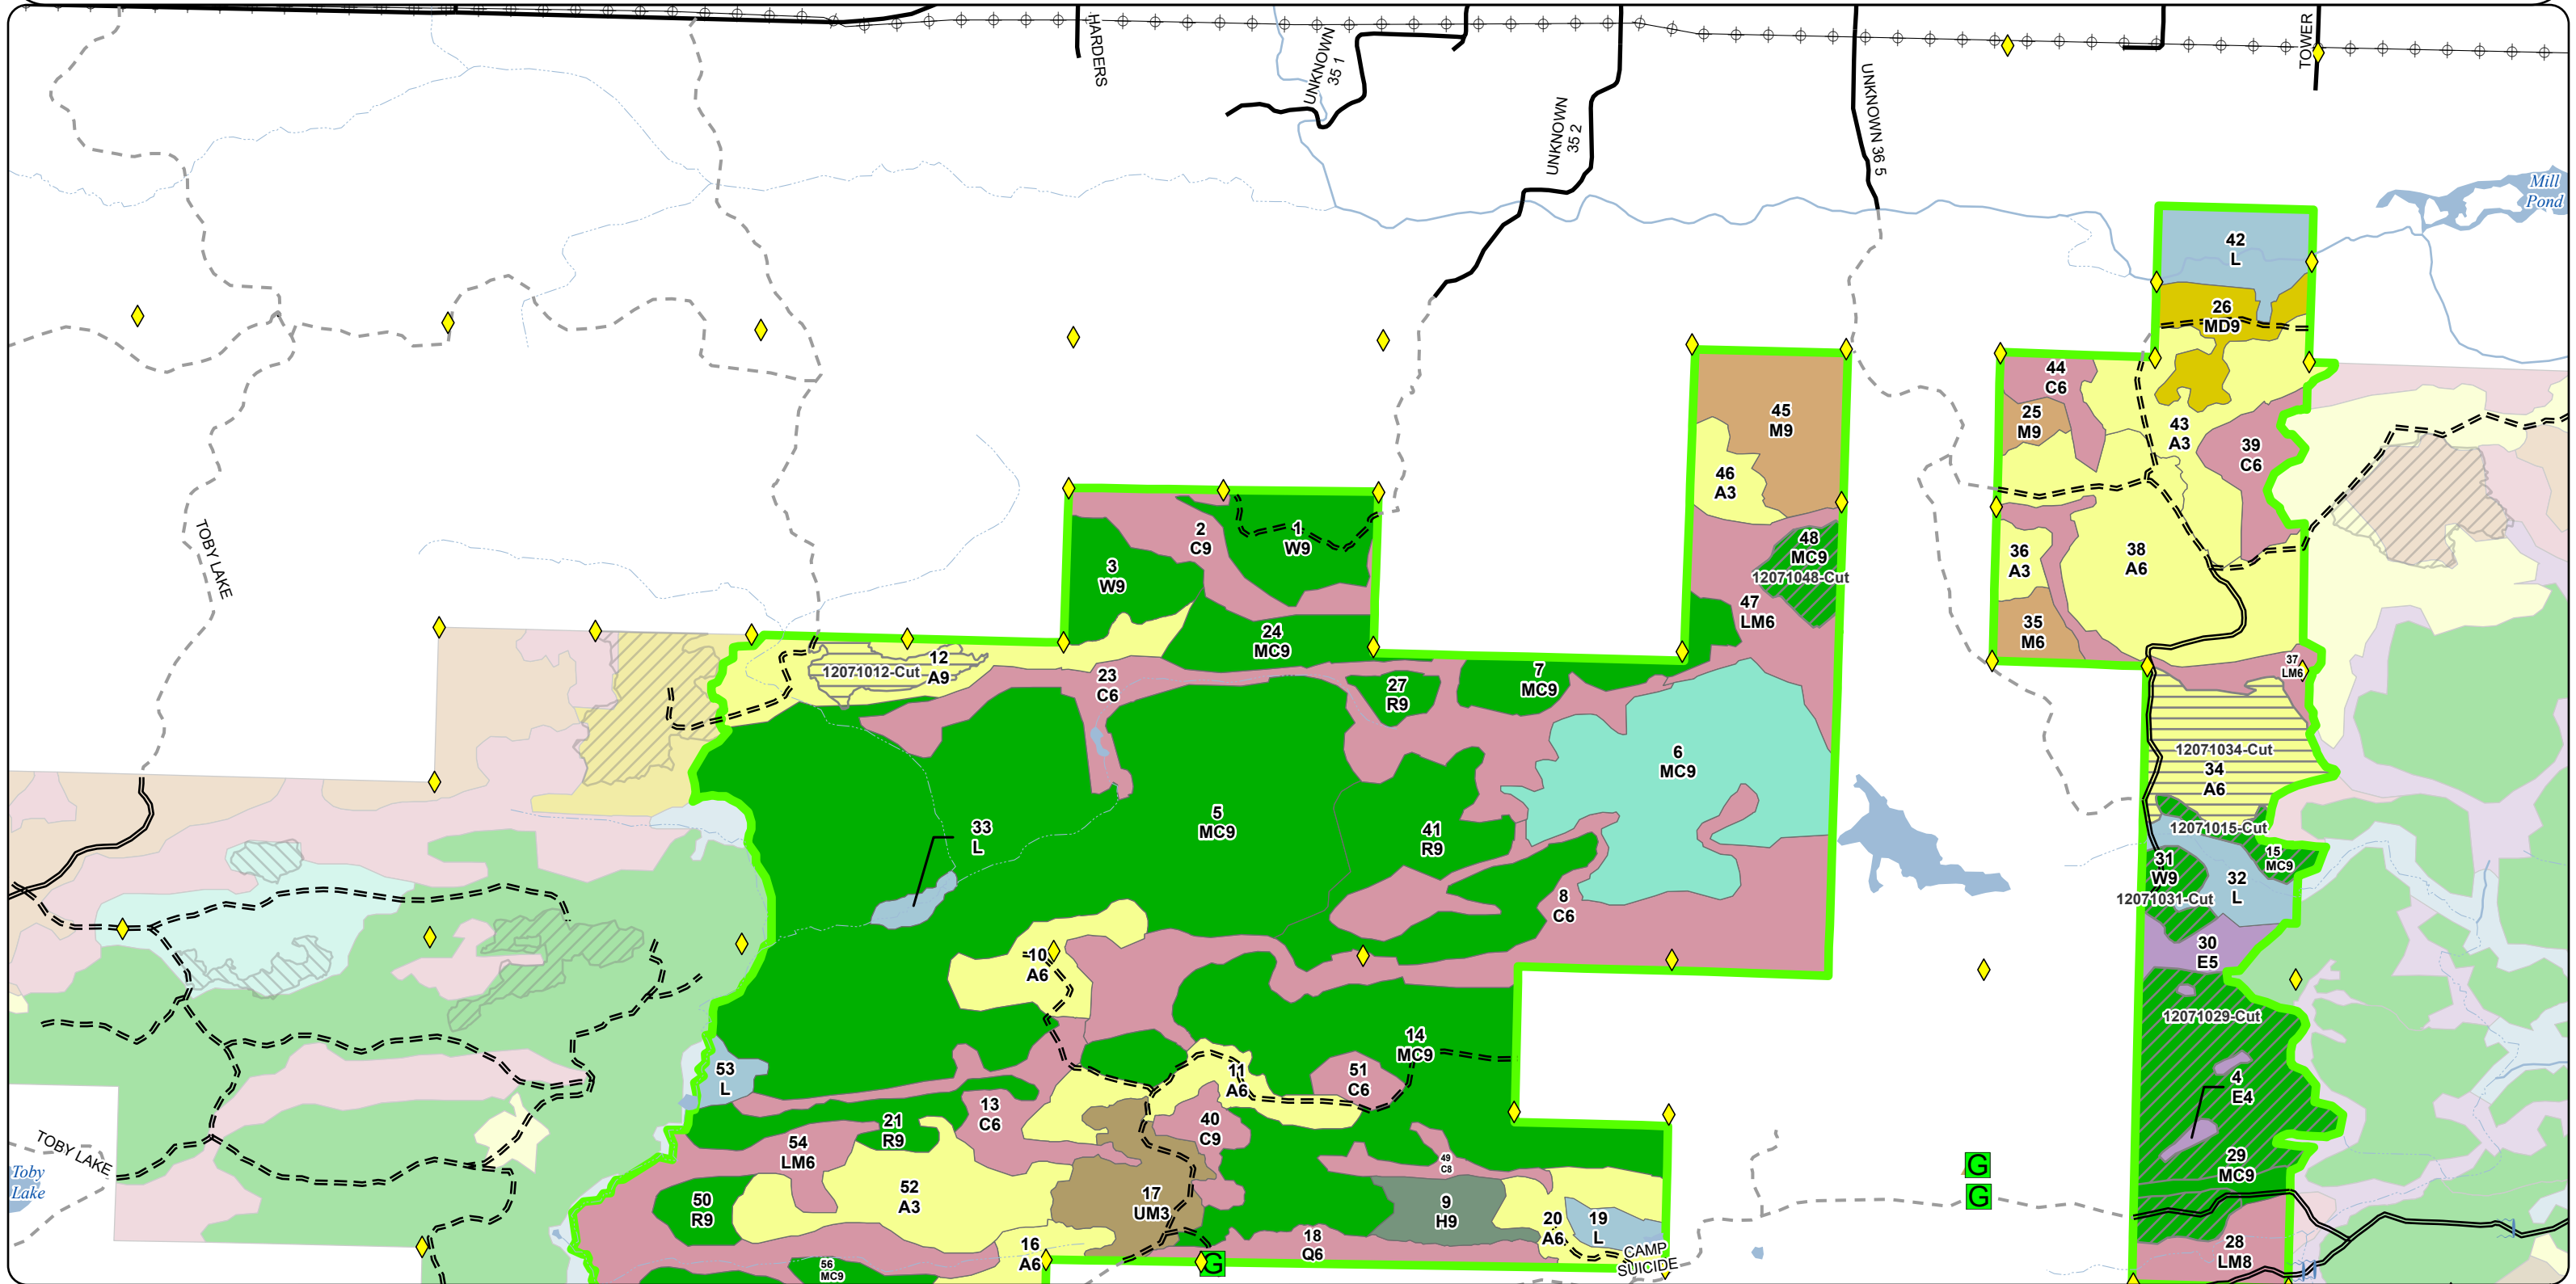 HARDERS
UNKNOWN
35 1
UNKNOWN
35 2
UNKNOWN 36 5
TOWER
Mill
Pond
42
L
26
MD9
44
C6
25
M9
43
A3
39
C6
45
M9
46
A3
2
C9
1
W9
3
W9
48
MC9
12071048-Cut
36
A3
38
A6
TOBY LAKE
47
LM6
35
M6
24
MC9
12
A9
12071012-Cut
23
C6
27
R9
7
MC9
37
LM6
6
MC9
12071034-Cut
34
A6
33
L
5
MC9
41
R9
12071015-Cut
31
W9
15
MC9
32
L
12071031-Cut
8
C6
30
E5
10
A6
12071029-Cut
14
MC9
53
L
11
A6
51
C6
4
E4
13
C6
21
R9
40
C9
54
LM6
TOBY LAKE
Toby
Lake
49
C8
29
MC9
G
G
52
A3
17
UM3
50
R9
9
H9
20
A6
19
L
18
Q6
16
A6
CAMP
SUICIDE
28
LM8
G
56
MC9